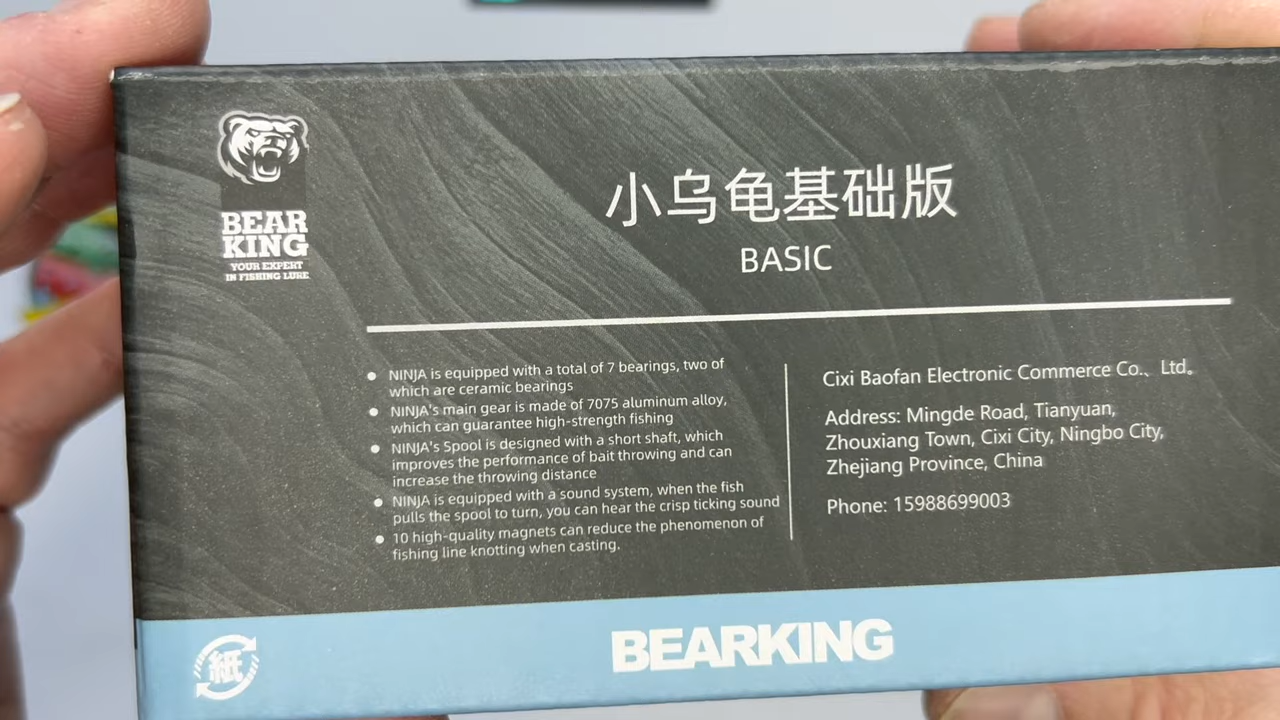 BEAR
KING
YOUR EXPERT
IN FISHING LURE
小乌龟基础版
BASIC
● NINJA is equipped with a total of 7 bearings, two of
which are ceramic bearings
● NINJA's main gear is made of 7075 aluminum alloy,
which can guarantee high-strength fishing
● NINJA's Spool is designed with a short shaft, which
improves the performance of bait throwing and can
increase the throwing distance
● NINJA is equipped with a sound system, when the fish
pulls the spool to turn, you can hear the crisp ticking sound
● 10 high-quality magnets can reduce the phenomenon of
fishing line knotting when casting.
Cixi Baofan Electronic Commerce Co.、Ltd。
Address: Mingde Road, Tianyuan,
Zhouxiang Town, Cixi City, Ningbo City,
Zhejiang Province, China
Phone: 15988699003
紙
BEARKING